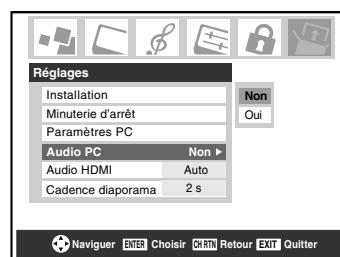 Réglages
Installation
Minuterie d'arrêt
Paramètres PC
Audio PC Non ▶
Audio HDMI Auto
Cadence diaporama 2 s
Non
Oui
Naviguer ENTER Choisir CH RTN Retour EXIT Quitter